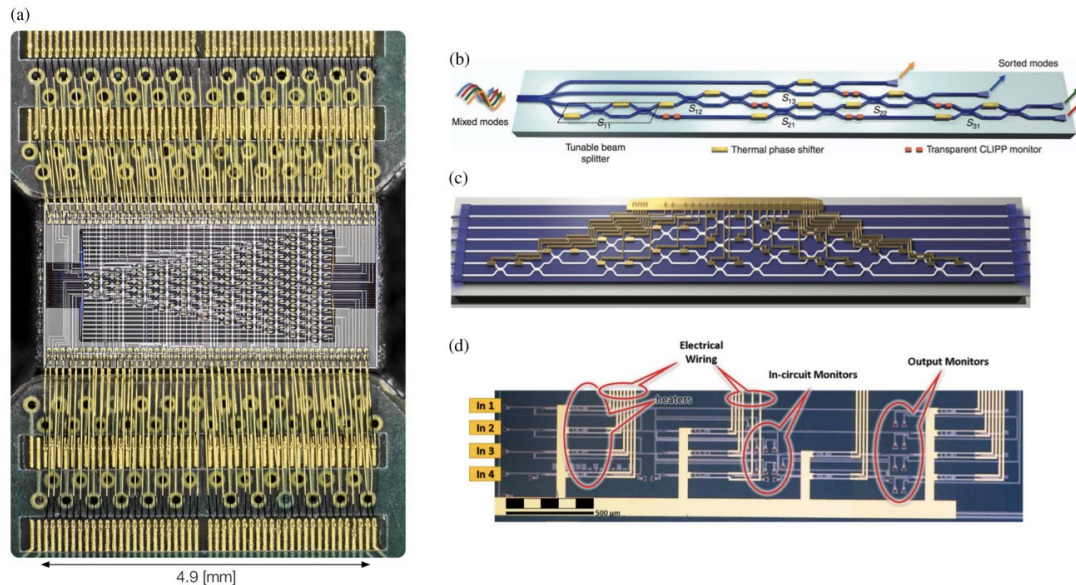 (a)
4.9 [mm]
(b)
Mixed modes
Sorted modes
S11
S12
S13
S21
S22
S31
Tunable beam
splitter
Thermal phase shifter
Transparent CLIPP monitor
(c)
(d)
Electrical
Wiring
heaters
In-circuit Monitors
Output Monitors
In 1
In 2
In 3
In 4
500 μm